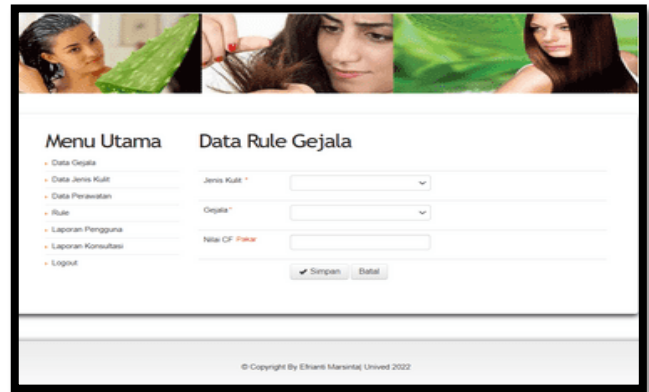 Menu Utama
Data Gejala
Data Jenis Kulit
Data Perawatan
Rule
Laporan Pengguna
Laporan Konsultasi
Logout
Data Rule Gejala
Jenis Kulit *
Gejala *
Nilai CF Pakar
Simpan Batal
© Copyright By Efrianti Marsinta| Unived 2022